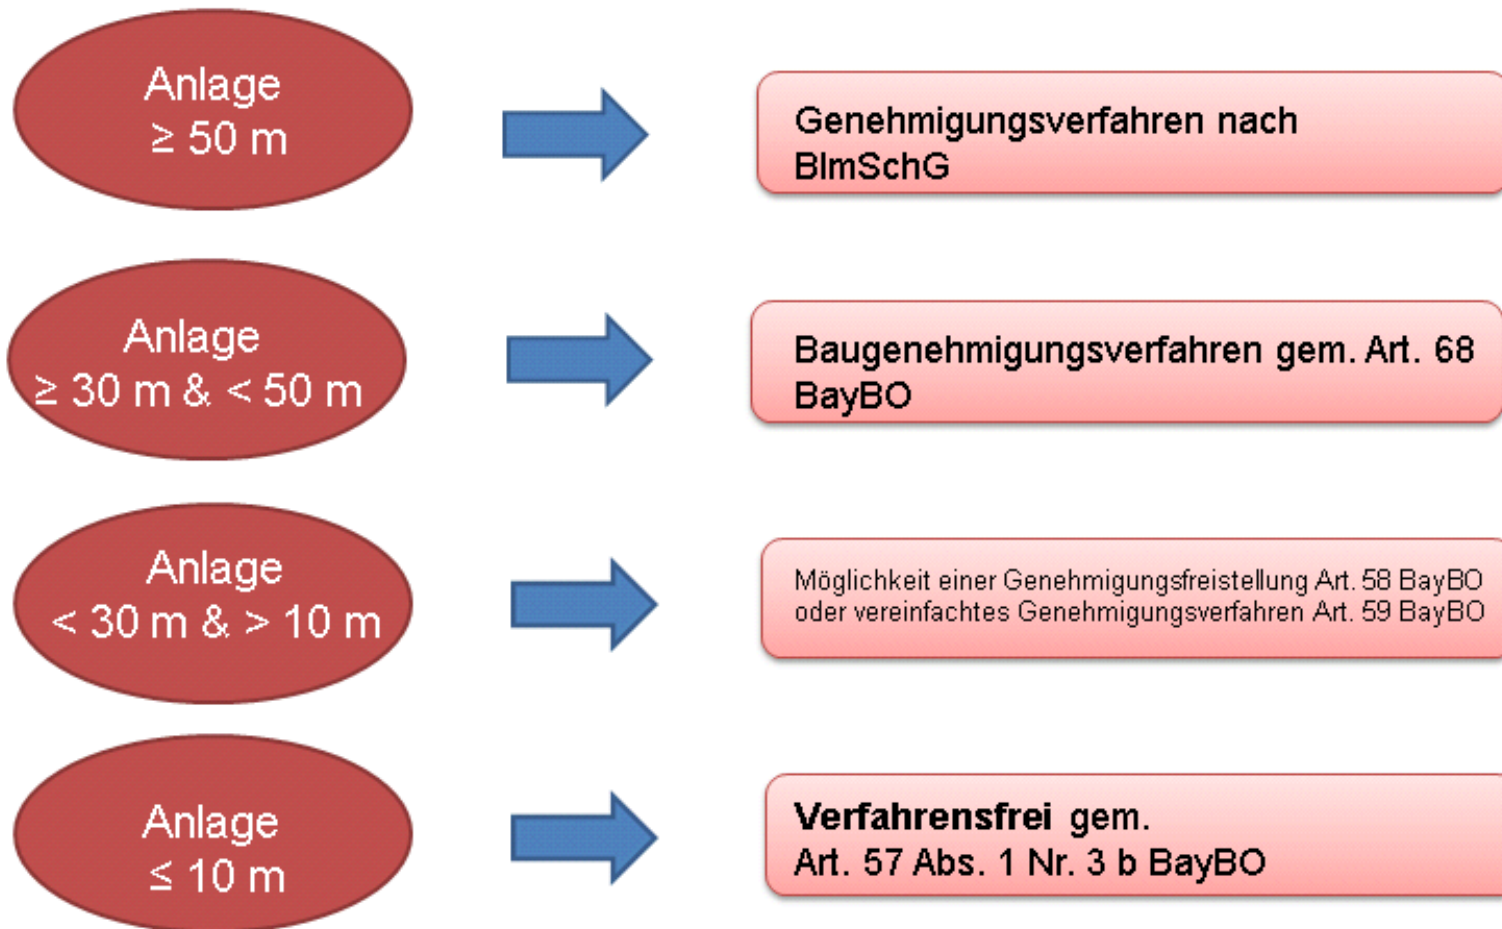 Anlage
≥ 50 m
Genehmigungsverfahren nach
BImSchG
Anlage
≥ 30 m & < 50 m
Baugenehmigungsverfahren gem. Art. 68
BayBO
Anlage
< 30 m & > 10 m
Möglichkeit einer Genehmigungsfreistellung Art. 58 BayBO
oder vereinfachtes Genehmigungsverfahren Art. 59 BayBO
Anlage
≤ 10 m
Verfahrensfrei gem.
Art. 57 Abs. 1 Nr. 3 b BayBO